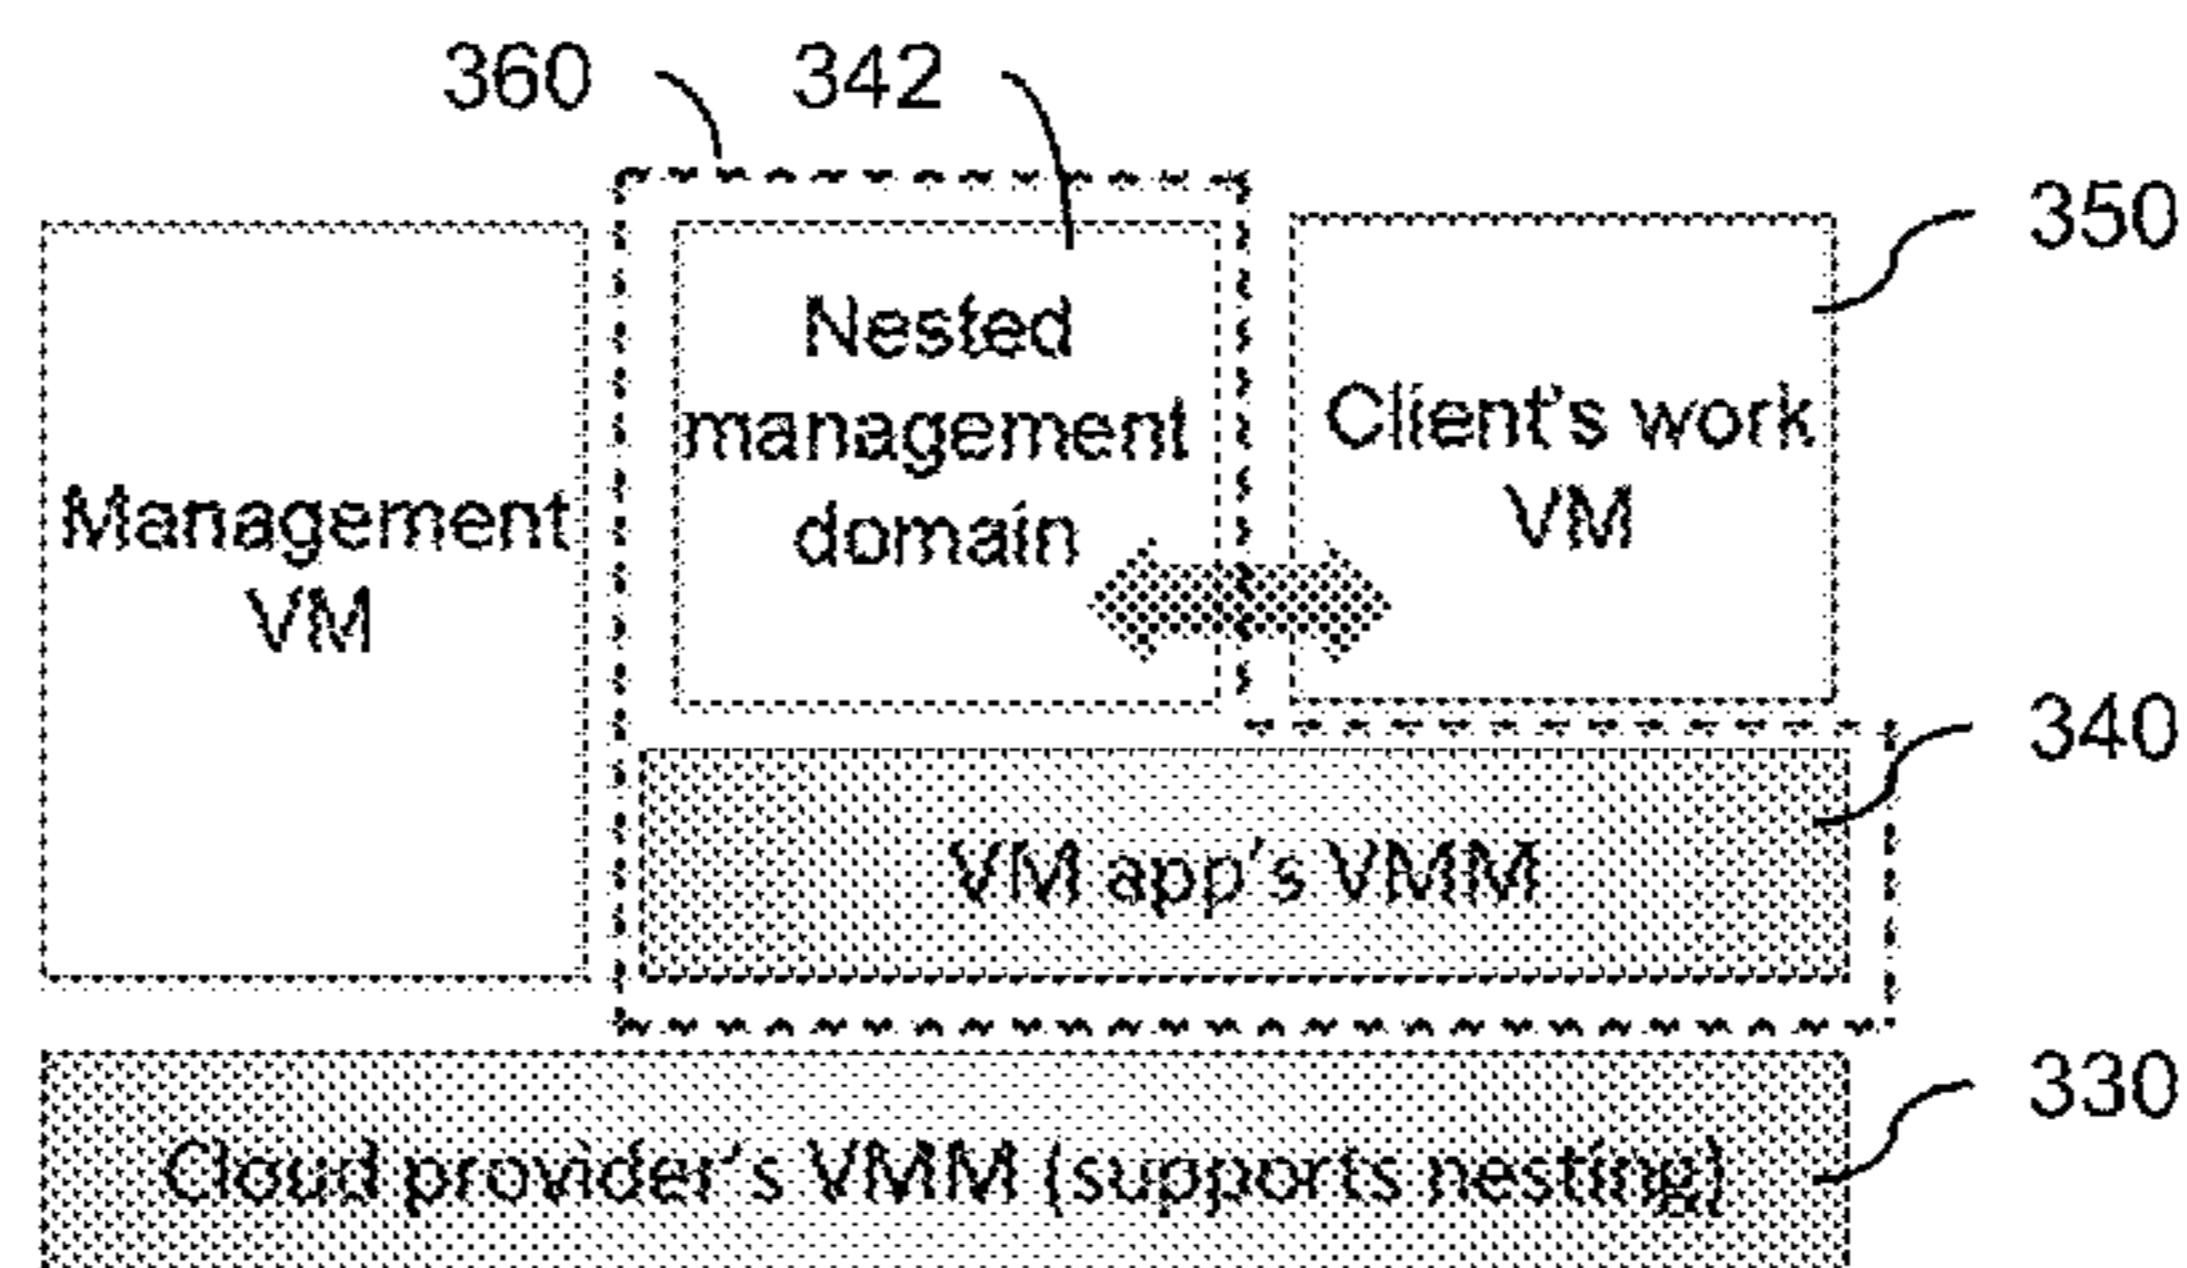 360
342
350
Nested
management
domain
Client's work
VM
Management
VM
340
VM app's VMM
330
Cloud provider's VMM (supports nesting)